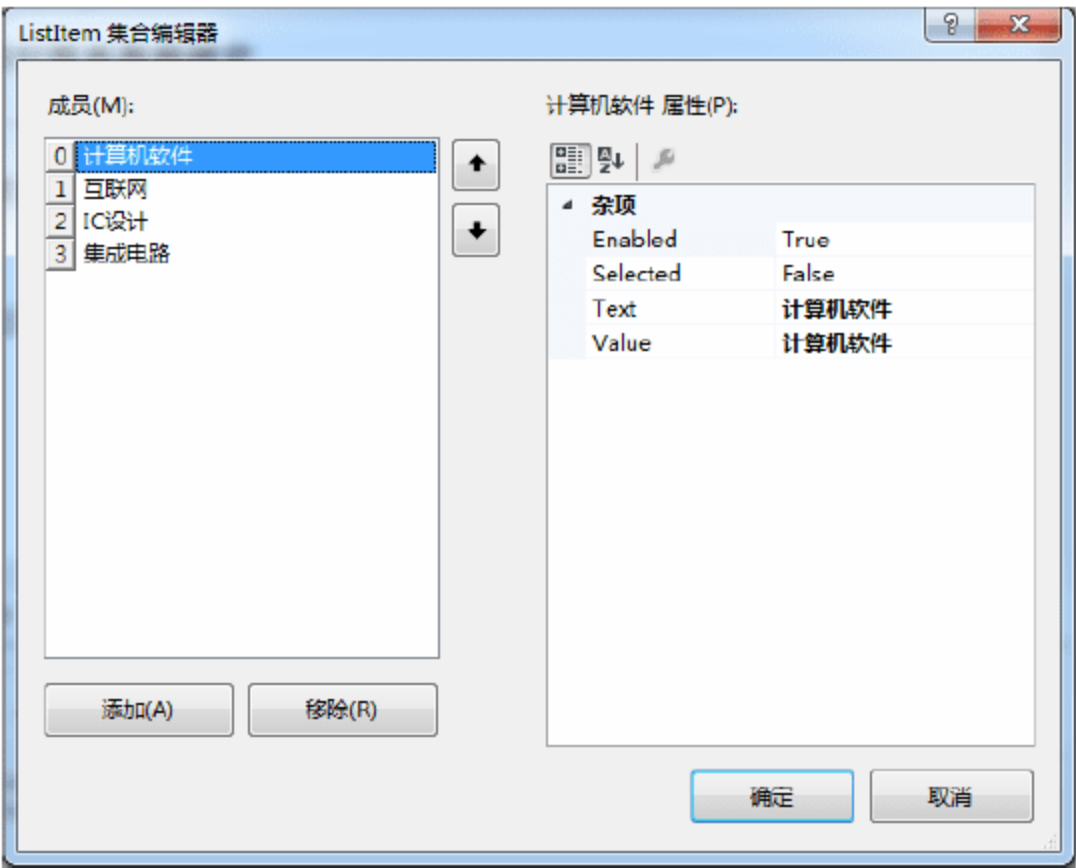 ListItem 集合编辑器
成员(M):
0 计算机软件
1 互联网
2 IC设计
3 集成电路
添加(A)
移除(R)
计算机软件 属性(P):
杂项
Enabled True
Selected False
Text 计算机软件
Value 计算机软件
确定
取消